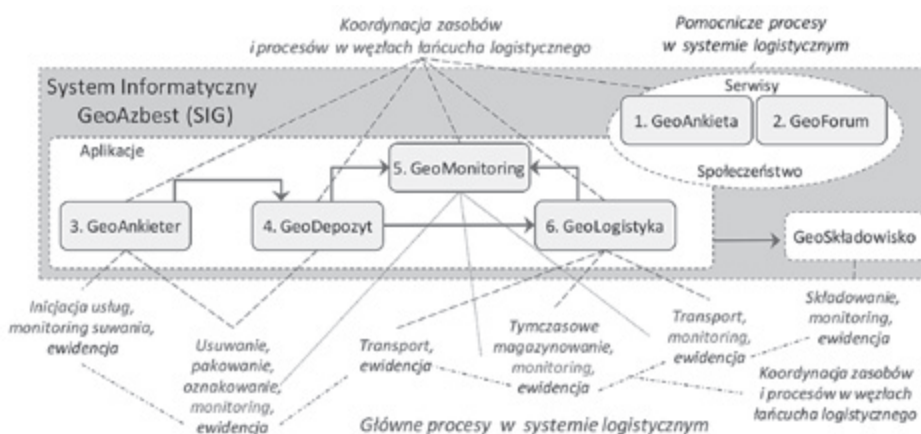 Koordynacja zasobów
i procesów w węzłach łańcucha logistycznego
Pomocnicze procesy
w systemie logistycznym
System Informatyczny
GeoAzbest (SIG)
Serwisy
1. GeoAnkieta
2. GeoForum
Społeczeństwo
Aplikacje
5. GeoMonitoring
3. GeoAnkieter
4. GeoDepozyt
6. GeoLogistyka
GeoSkładowisko
Inicjacja usług,
monitoring suwania,
ewidencja
Usuwanie,
pakowanie,
oznakowanie,
monitoring,
ewidencja
Transport,
ewidencja
Tymczasowe
magazynowanie,
monitoring,
ewidencja
Transport,
monitoring,
ewidencja
Składowanie,
monitoring,
ewidencja
Koordynacja zasobów
i procesów w węzłach
łańcucha logistycznego
Główne procesy w systemie logistycznym